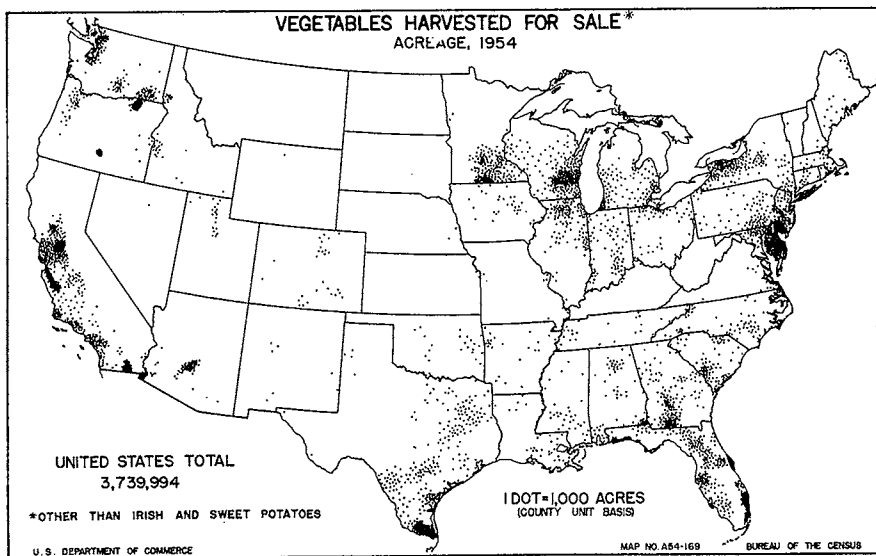 VEGETABLES HARVESTED FOR SALE*
ACREAGE, 1954
UNITED STATES TOTAL
3,739,994
*OTHER THAN IRISH AND SWEET POTATOES
U.S. DEPARTMENT OF COMMERCE
1 DOT=1,000 ACRES
(COUNTY UNIT BASIS)
MAP NO. A54-169
BUREAU OF THE CENSUS